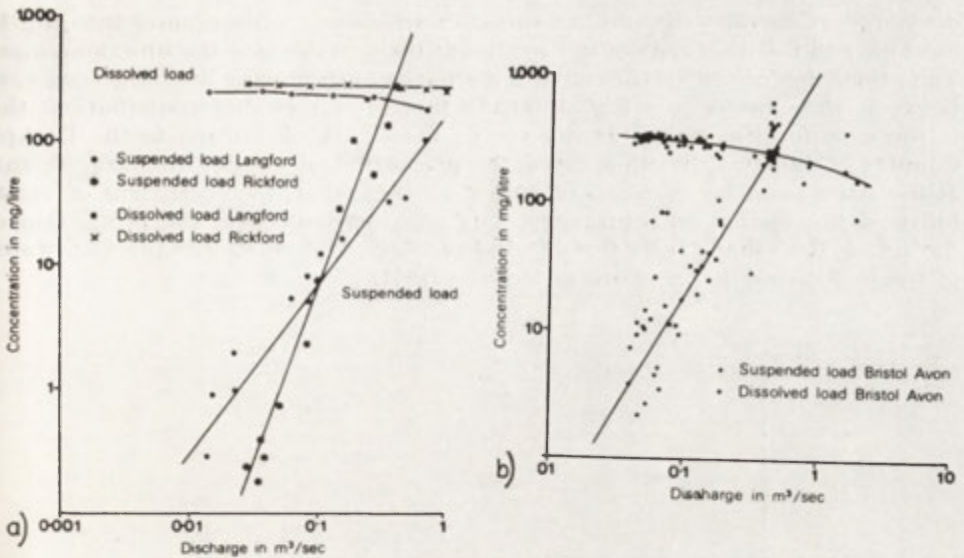 1,000
Dissolved load
100
Suspended load Langford
Suspended load Rickford
Dissolved load Langford
Dissolved load Rickford
10
Suspended load
1
Concentration in mg/litre
0·001
0·01
0·1
1
Discharge in m³/sec
a)
1,000
100
10
Concentration in mg/litre
Suspended load Bristol Avon
Dissolved load Bristol Avon
b)
01
0·1
1
10
Discharge in m³/sec